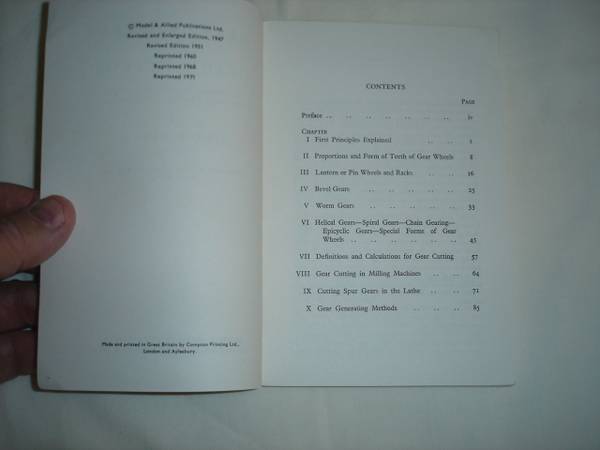 © Model & Allied Publications Ltd.
Revised and Enlarged Edition, 1947
Revised Edition 1951
Reprinted 1960
Reprinted 1968
Reprinted 1971
Made and printed in Great Britain by Compton Printing Ltd.,
London and Aylesbury.
CONTENTS
PAGE
Preface .. .. .. .. .. .. .. iv
CHAPTER
I First Principles Explained .. .. 1
II Proportions and Form of Teeth of Gear Wheels 8
III Lantern or Pin Wheels and Racks .. .. 16
IV Bevel Gears .. .. .. .. .. 25
V Worm Gears .. .. .. .. .. 33
VI Helical Gears—Spiral Gears—Chain Gearing—
Epicyclic Gears—Special Forms of Gear
Wheels .. .. .. .. .. .. 45
VII Definitions and Calculations for Gear Cutting 57
VIII Gear Cutting in Milling Machines .. .. 64
IX Cutting Spur Gears in the Lathe .. .. 71
X Gear Generating Methods .. .. .. 85